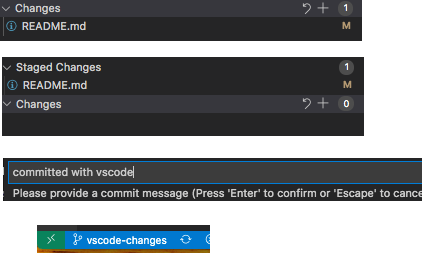 Changes 1
README.md M
Staged Changes 1
README.md M
Changes 0
committed with vscode
Please provide a commit message (Press 'Enter' to confirm or 'Escape' to cance
vscode-changes